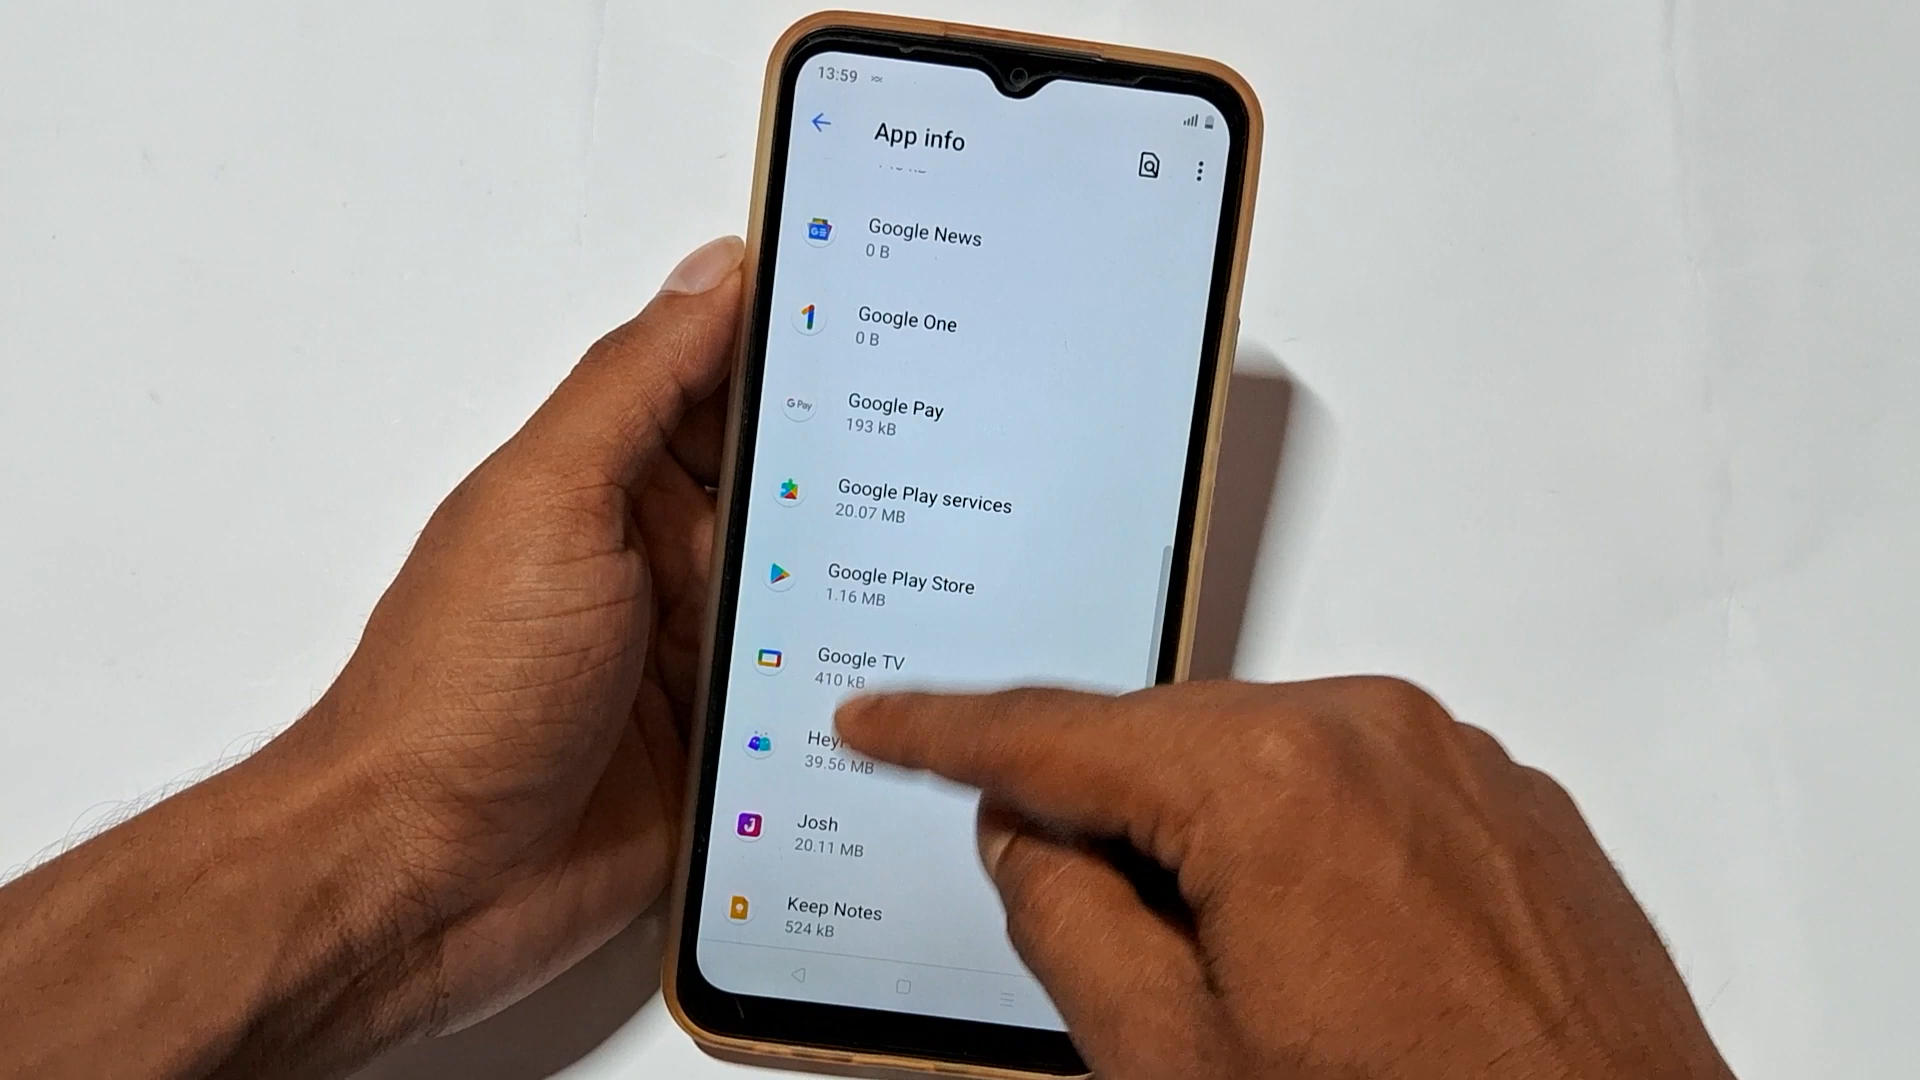 13:59
App info
Google News
0 B
Google One
0 B
G Pay
Google Pay
193 kB
Google Play services
20.07 MB
Google Play Store
1.16 MB
Google TV
410 kB
39.56 MB
J
Josh
20.11 MB
Keep Notes
524 kB